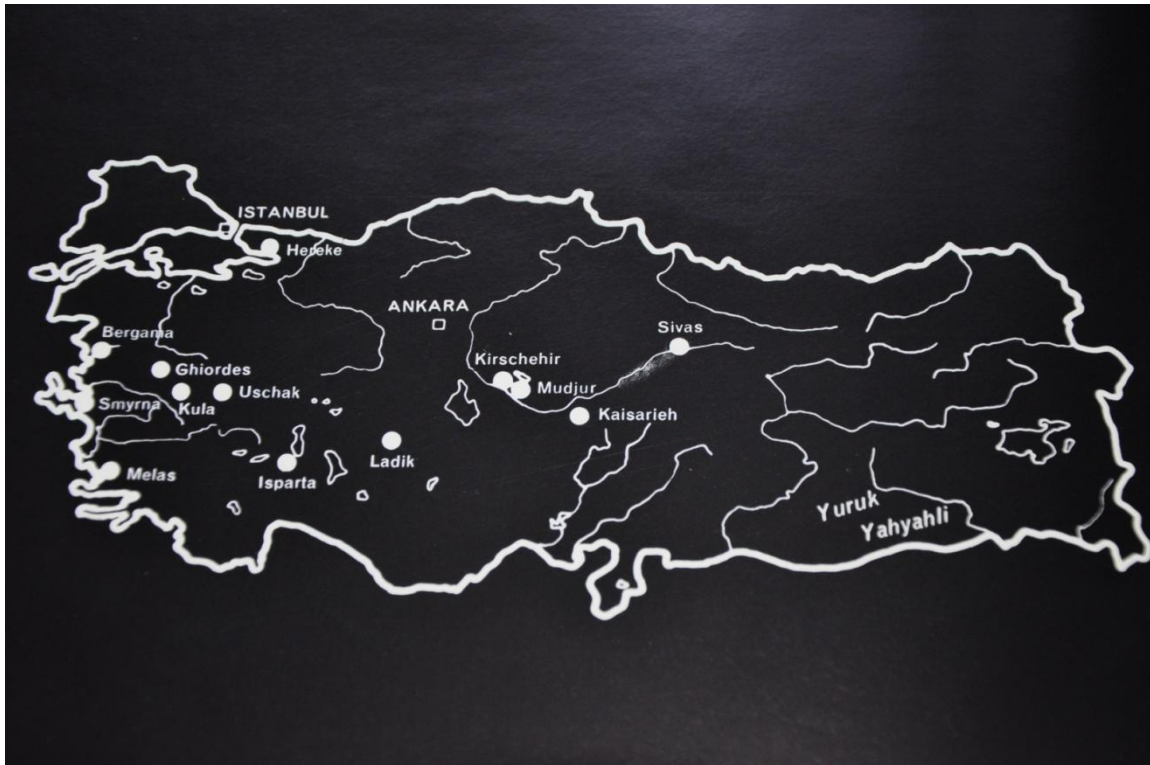 ISTANBUL
Hereke
ANKARA
Bergama
Sivas
Kirschehir
Ghiordes
Mudjur
Uschak
Smyrna
Kula
Kaisarieh
Ladik
Melas
Isparta
Yuruk
Yahyahli